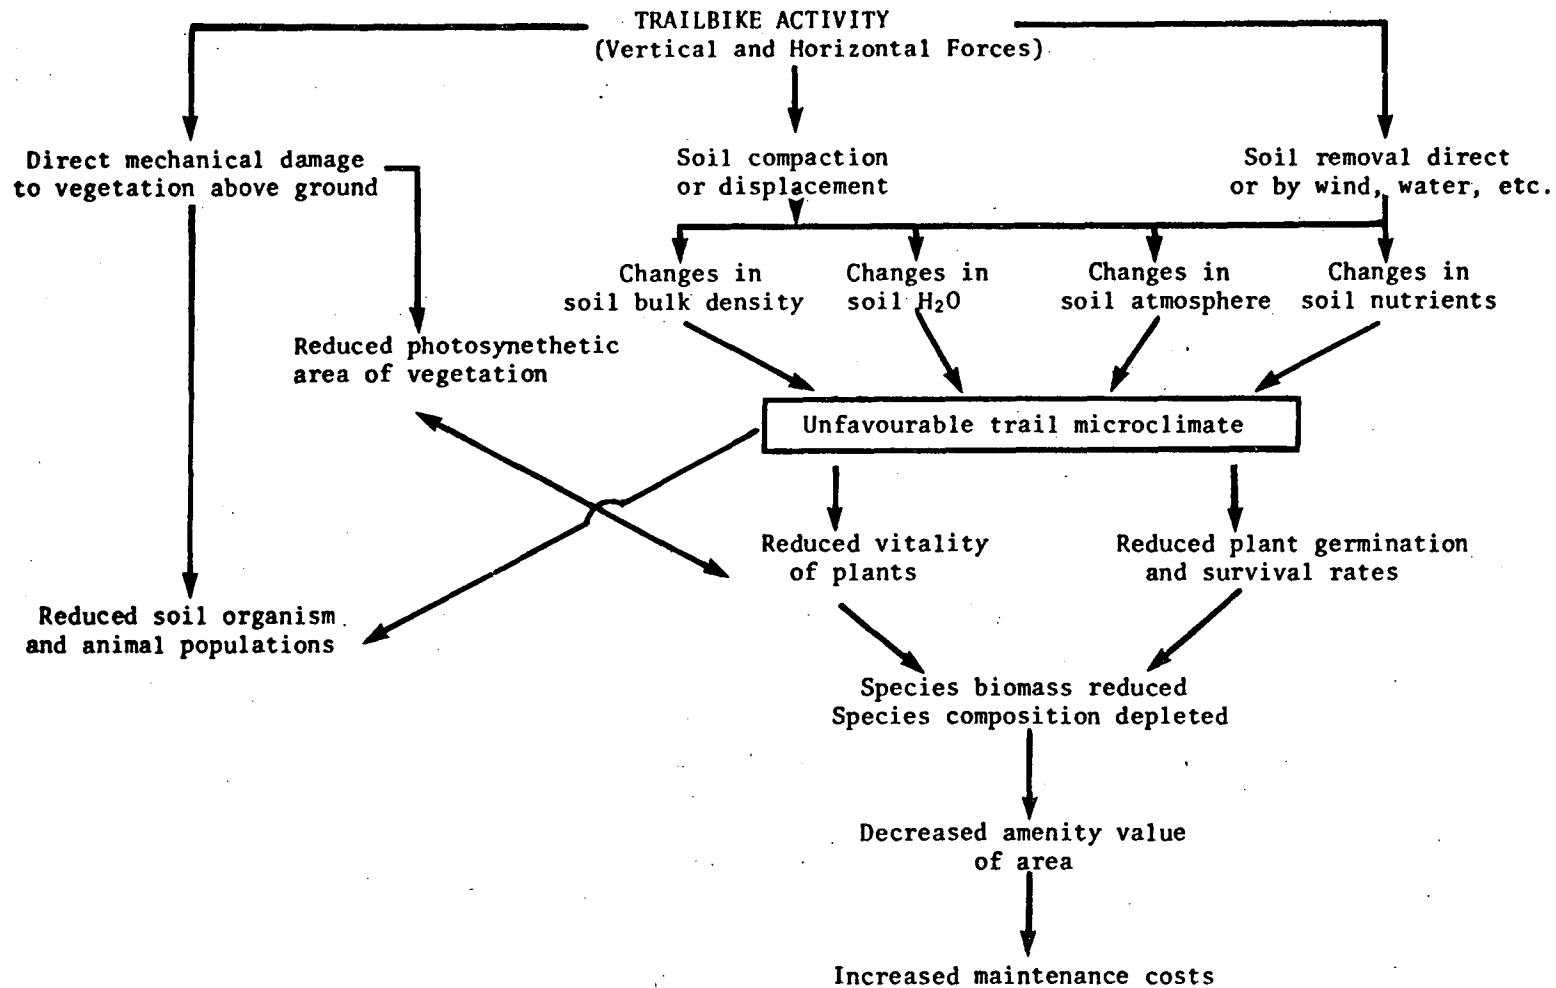 TRAILBIKE ACTIVITY
(Vertical and Horizontal Forces)
Direct mechanical damage
to vegetation above ground
Soil compaction
or displacement
Soil removal direct
or by wind, water, etc.
Changes in
soil bulk density
Changes in
soil H₂O
Changes in
soil atmosphere
Changes in
soil nutrients
Reduced photosynethetic
area of vegetation
Unfavourable trail microclimate
Reduced vitality
of plants
Reduced plant germination
and survival rates
Reduced soil organism
and animal populations
Species biomass reduced
Species composition depleted
Decreased amenity value
of area
Increased maintenance costs